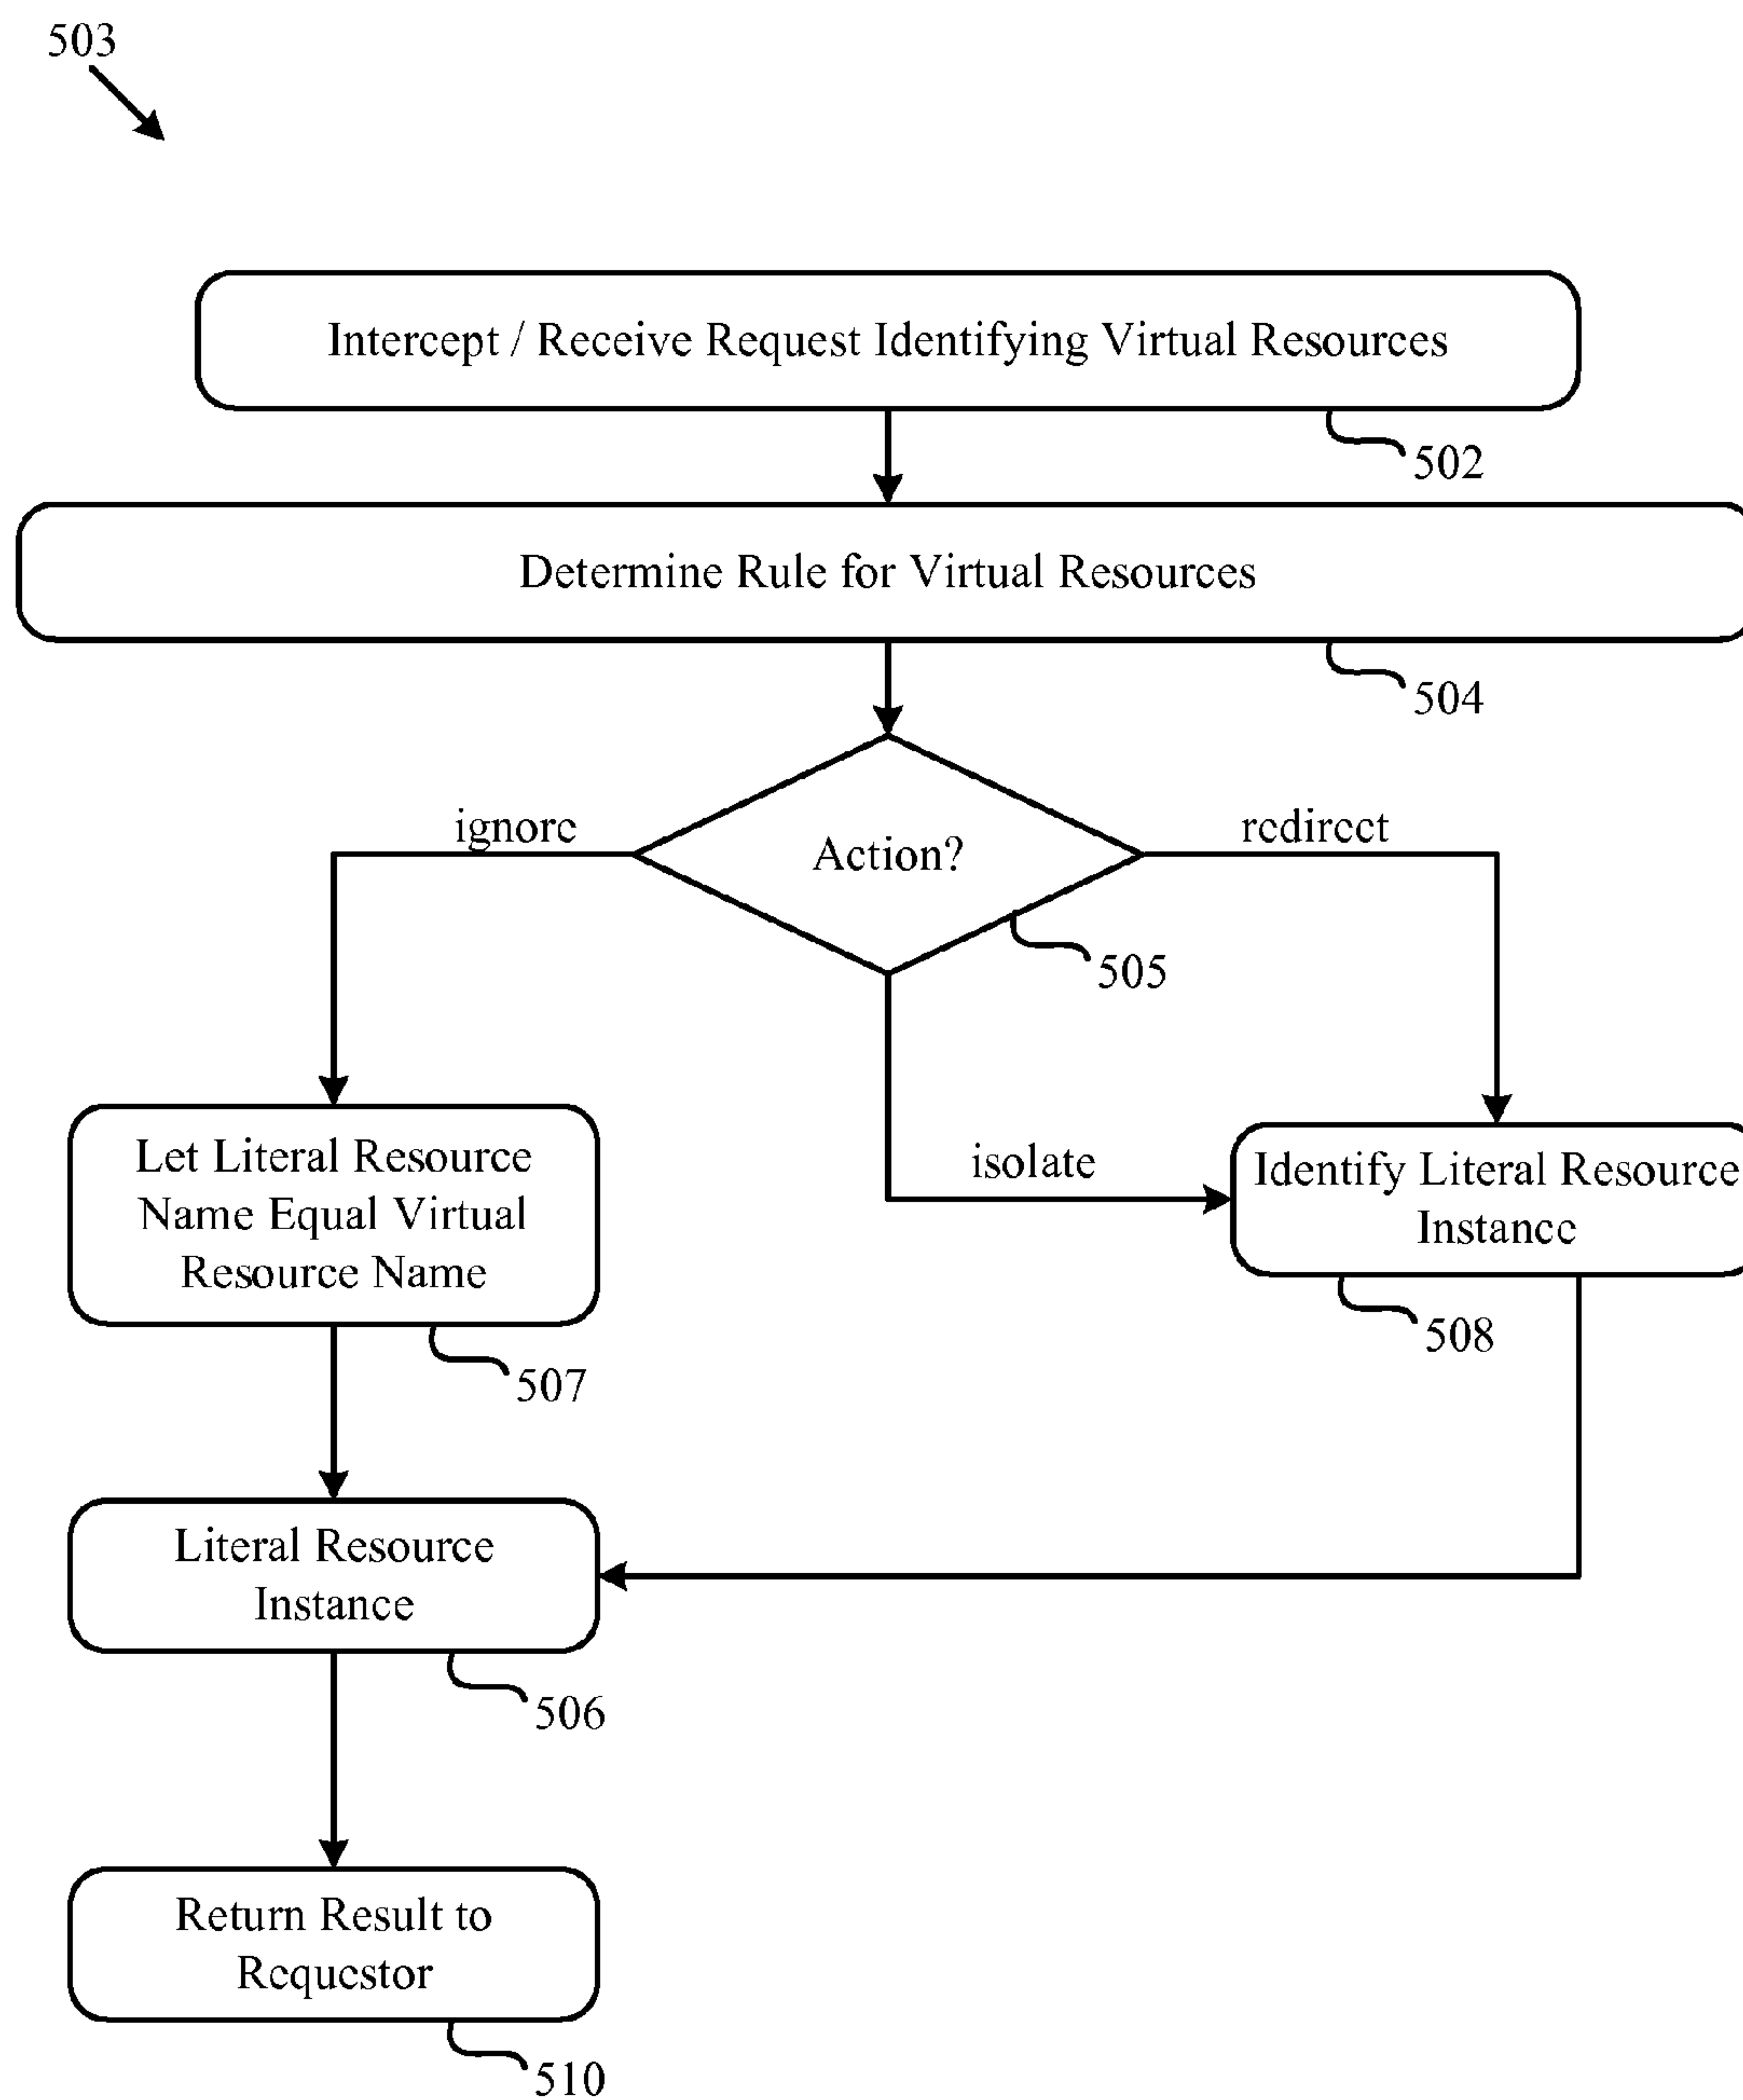 503
Intercept / Receive Request Identifying Virtual Resources
502
Determine Rule for Virtual Resources
504
ignore
Action?
redirect
505
Let Literal Resource
Name Equal Virtual
Resource Name
507
isolate
Identify Literal Resource
Instance
508
Literal Resource
Instance
506
Return Result to
Requestor
510